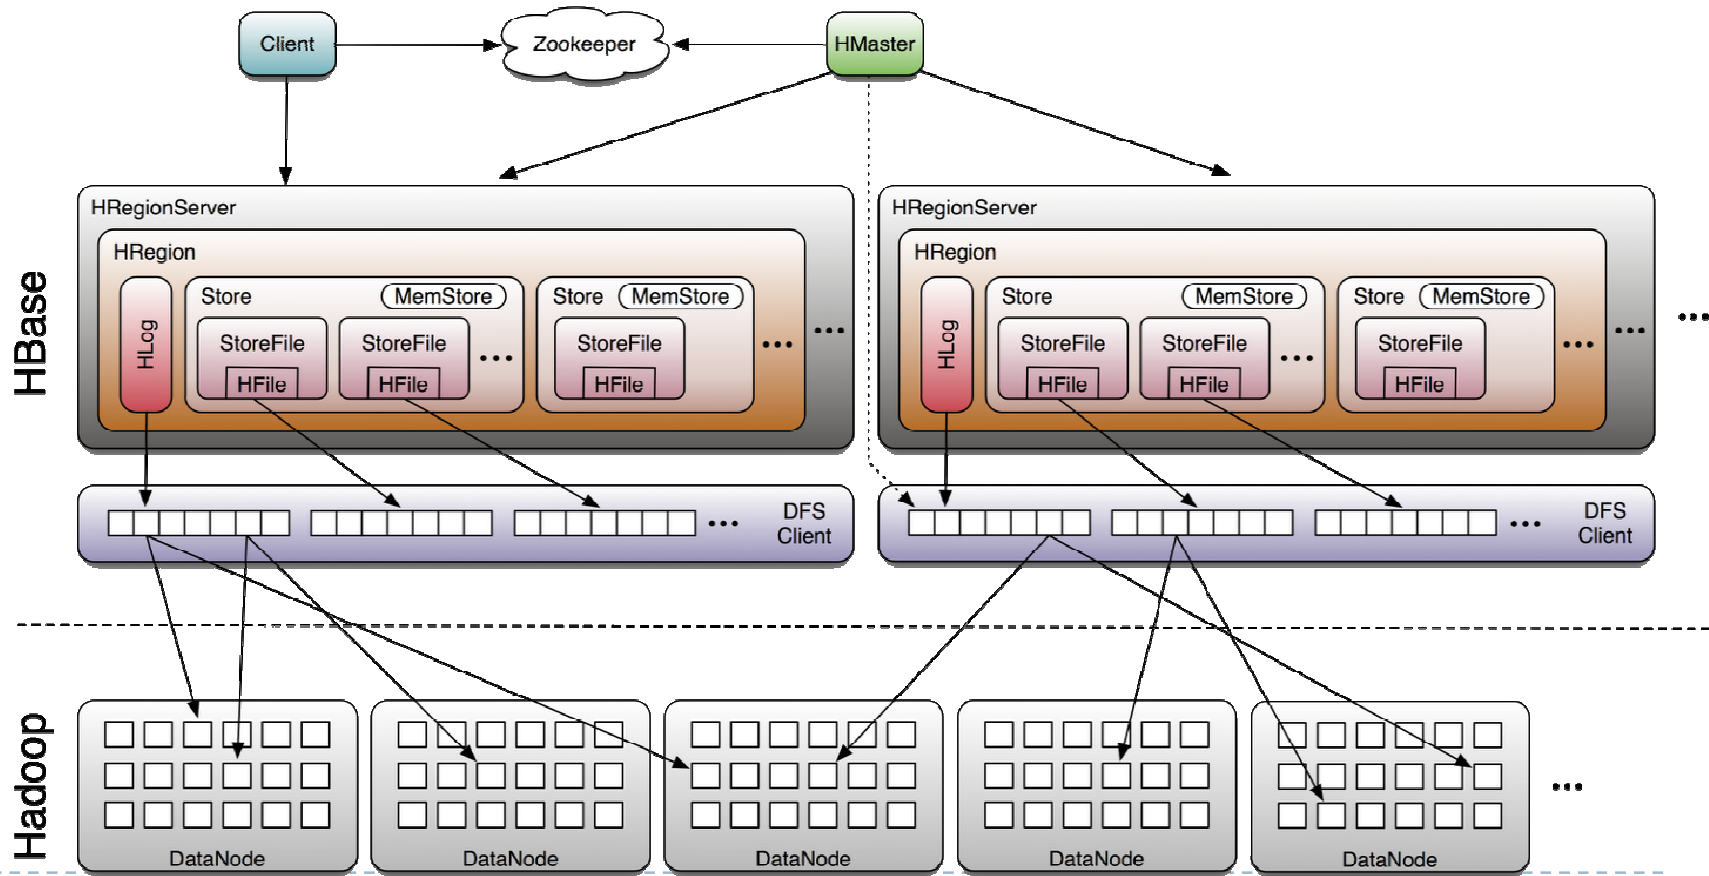 Client
Zookeeper
HMaster
HBase
HRegionServer
HRegion
HLog
Store
MemStore
StoreFile
HFile
StoreFile
HFile
...
Store
MemStore
StoreFile
HFile
...
...
HRegionServer
HRegion
HLog
Store
MemStore
StoreFile
HFile
StoreFile
HFile
...
Store
MemStore
StoreFile
HFile
...
...
...
...
DFS
Client
...
DFS
Client
Hadoop
DataNode
DataNode
DataNode
DataNode
DataNode
...